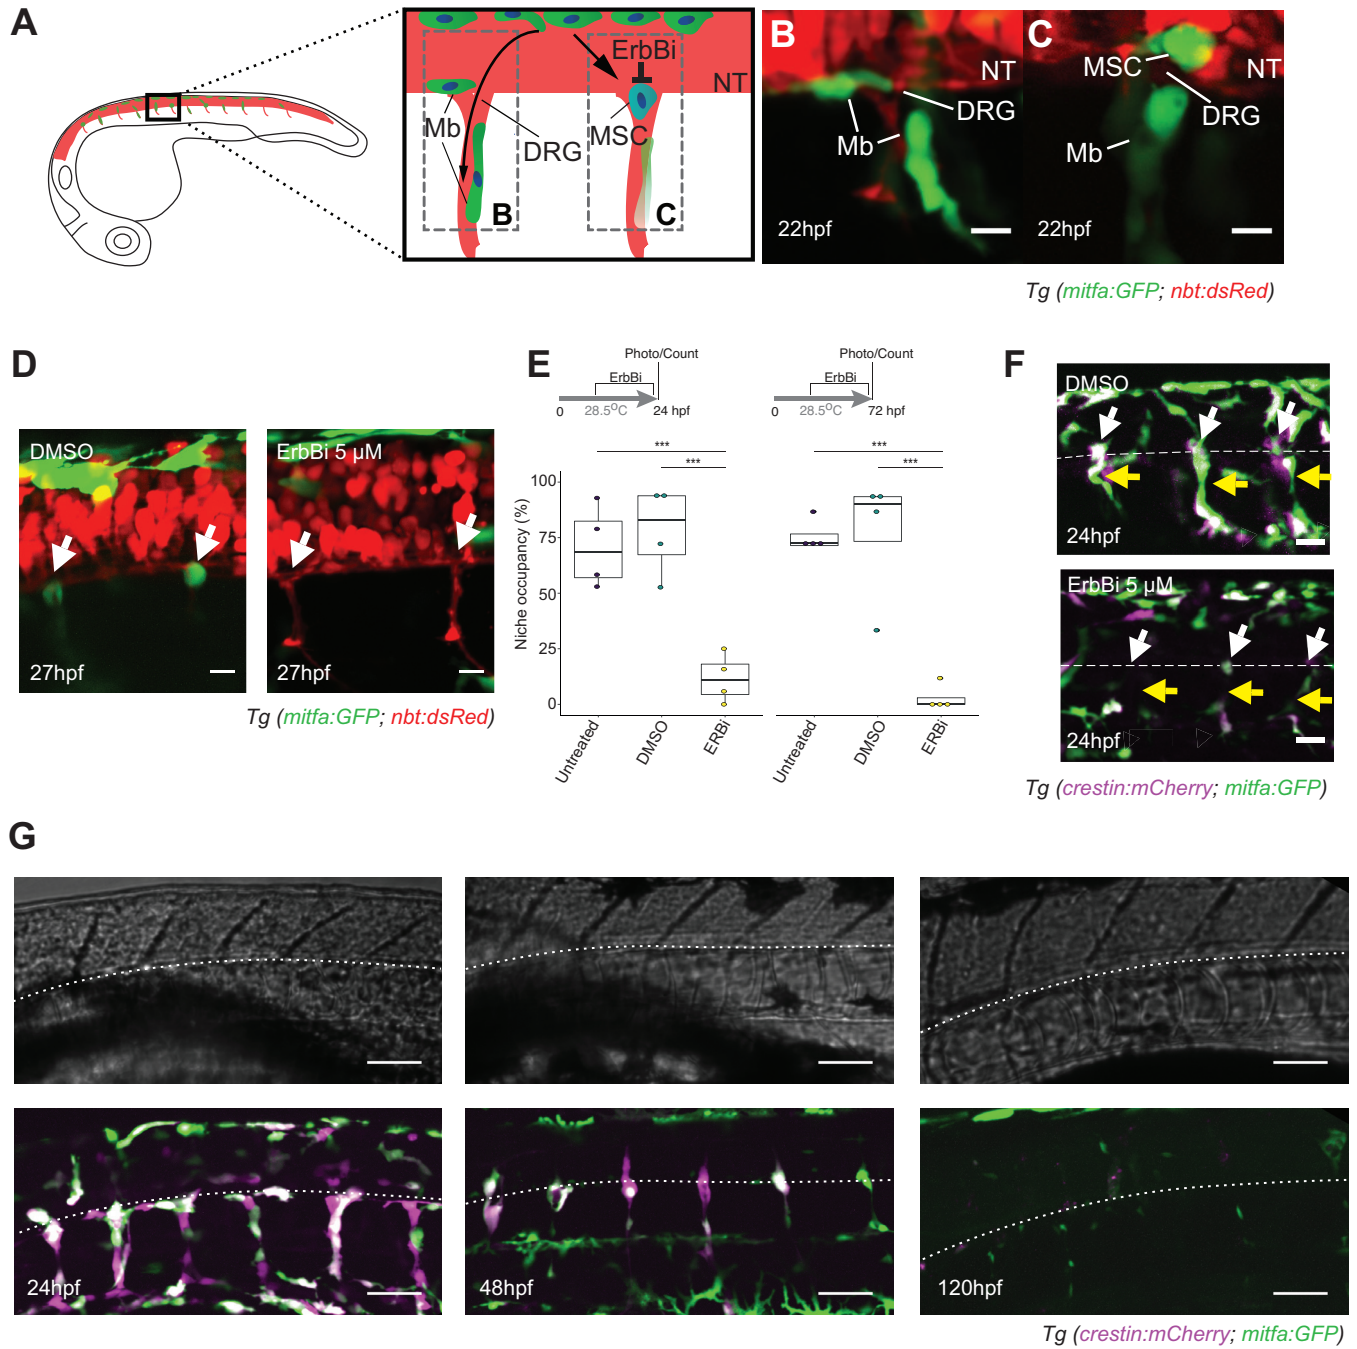 A
ErbBi
NT
Mb
MSC
DRG
B
C
B
NT
DRG
Mb
22hpf
C
MSC
NT
DRG
Mb
22hpf
Tg (mitfa:GFP; nbt:dsRed)
D
DMSO
27hpf
ErbBi 5 µM
27hpf
Tg (mitfa:GFP; nbt:dsRed)
E
Photo/Count
ErbBi
0
28.5°C
24 hpf
Photo/Count
ErbBi
0
28.5°C
72 hpf
***
***
***
***
Niche occupancy (%)
100
75
50
25
0
Untreated
DMSO
ERBi
Untreated
DMSO
ERBi
F
DMSO
24hpf
ErbBi 5 µM
24hpf
Tg (crestin:mCherry; mitfa:GFP)
G
24hpf
48hpf
120hpf
Tg (crestin:mCherry; mitfa:GFP)